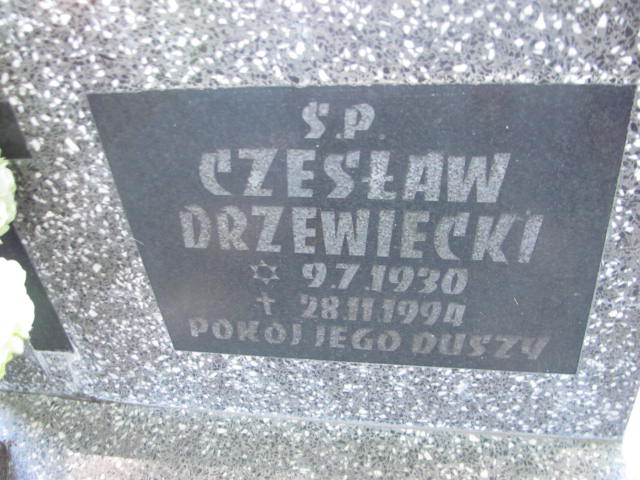 Ś.P.
CZESŁAW
DRZEWIECKI
✡ 9.7.1930
† 28.11.1994
POKÓJ JEGO DUSZY